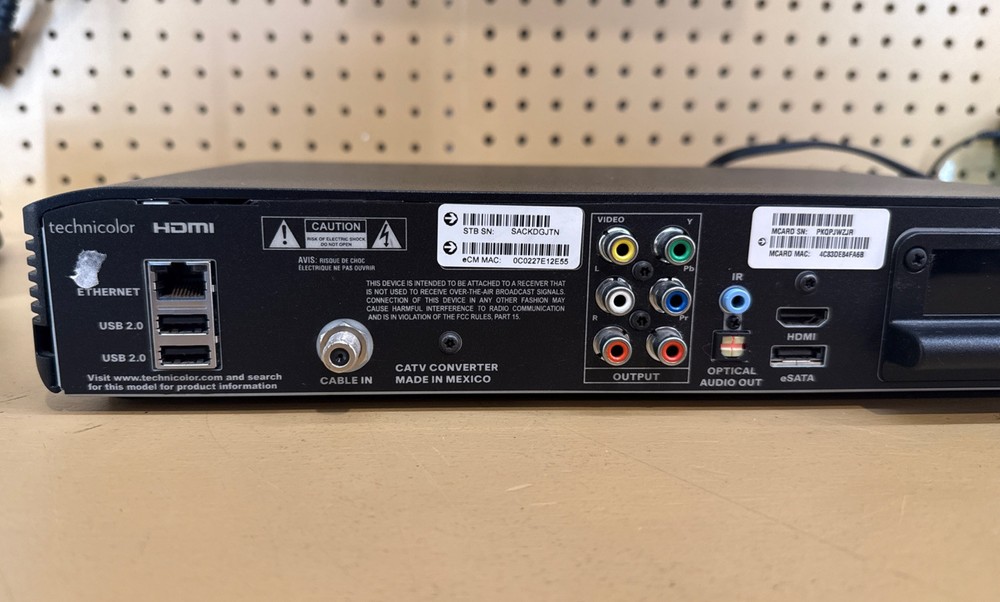 technicolor HDMI
ETHERNET
USB 2.0
USB 2.0
Visit www.technicolor.com and search
for this model for product information
CAUTION
RISK OF ELECTRIC SHOCK
DO NOT OPEN
AVIS: RISQUE DE CHOC
ÉLECTRIQUE NE PAS OUVRIR
THIS DEVICE IS INTENDED TO BE ATTACHED TO A RECEIVER THAT
IS NOT USED TO RECEIVE OVER-THE-AIR BROADCAST SIGNALS.
CONNECTION OF THIS DEVICE IN ANY OTHER FASHION MAY
CAUSE HARMFUL INTERFERENCE TO RADIO COMMUNICATION
AND IS IN VIOLATION OF THE FCC RULES, PART 15.
CABLE IN
CATV CONVERTER
MADE IN MEXICO
STB SN: SACKDGJTN
eCM MAC: 0C0227E12E55
VIDEO Y
L Pb
R Pr
OUTPUT
IR
OPTICAL
AUDIO OUT
MCARD SN: PKQPJWZJR
MCARD MAC: 4C83DE84FA6B
HDMI
eSATA